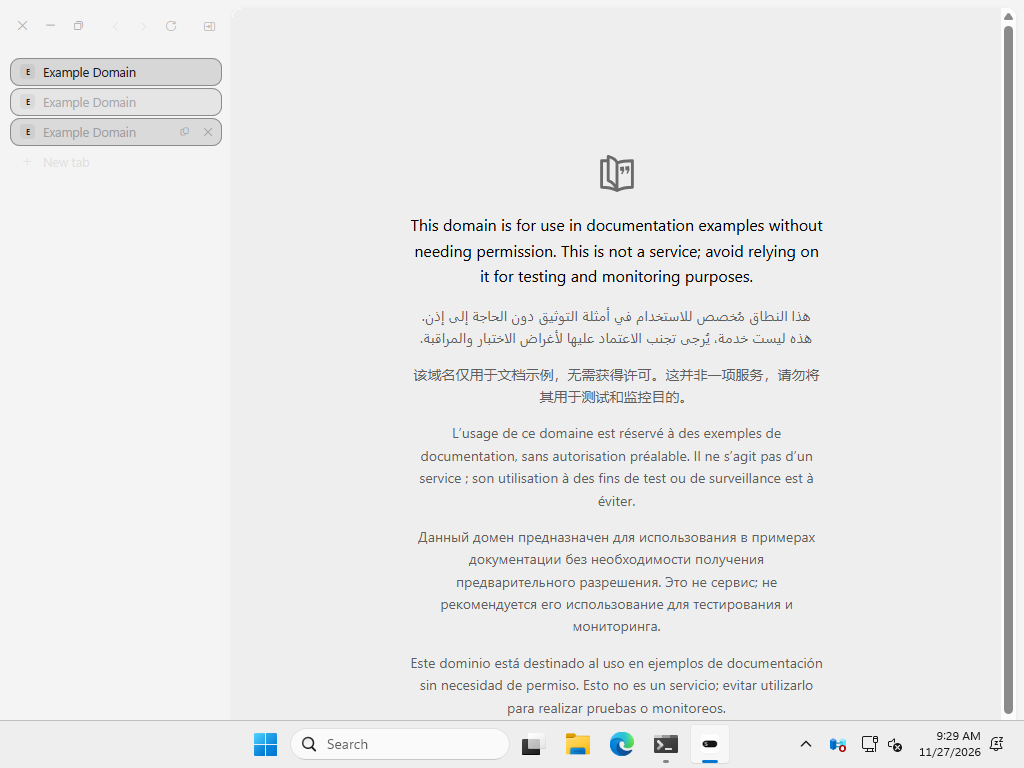 E Example Domain
E Example Domain
E Example Domain
New tab
This domain is for use in documentation examples without
needing permission. This is not a service; avoid relying on
it for testing and monitoring purposes.
هذا النطاق مُخصص للاستخدام في أمثلة التوثيق دون الحاجة إلى إذن.
هذه ليست خدمة، يُرجى تجنب الاعتماد عليها لأغراض الاختبار والمراقبة.
该域名仅用于文档示例，无需获得许可。这并非一项服务，请勿将
其用于测试和监控目的。
L’usage de ce domaine est réservé à des exemples de
documentation, sans autorisation préalable. Il ne s’agit pas d’un
service ; son utilisation à des fins de test ou de surveillance est à
éviter.
Данный домен предназначен для использования в примерах
документации без необходимости получения
предварительного разрешения. Это не сервис; не
рекомендуется его использование для тестирования и
мониторинга.
Este dominio está destinado al uso en ejemplos de documentación
sin necesidad de permiso. Esto no es un servicio; evitar utilizarlo
para realizar pruebas o monitoreos.
Search
9:29 AM
11/27/2026